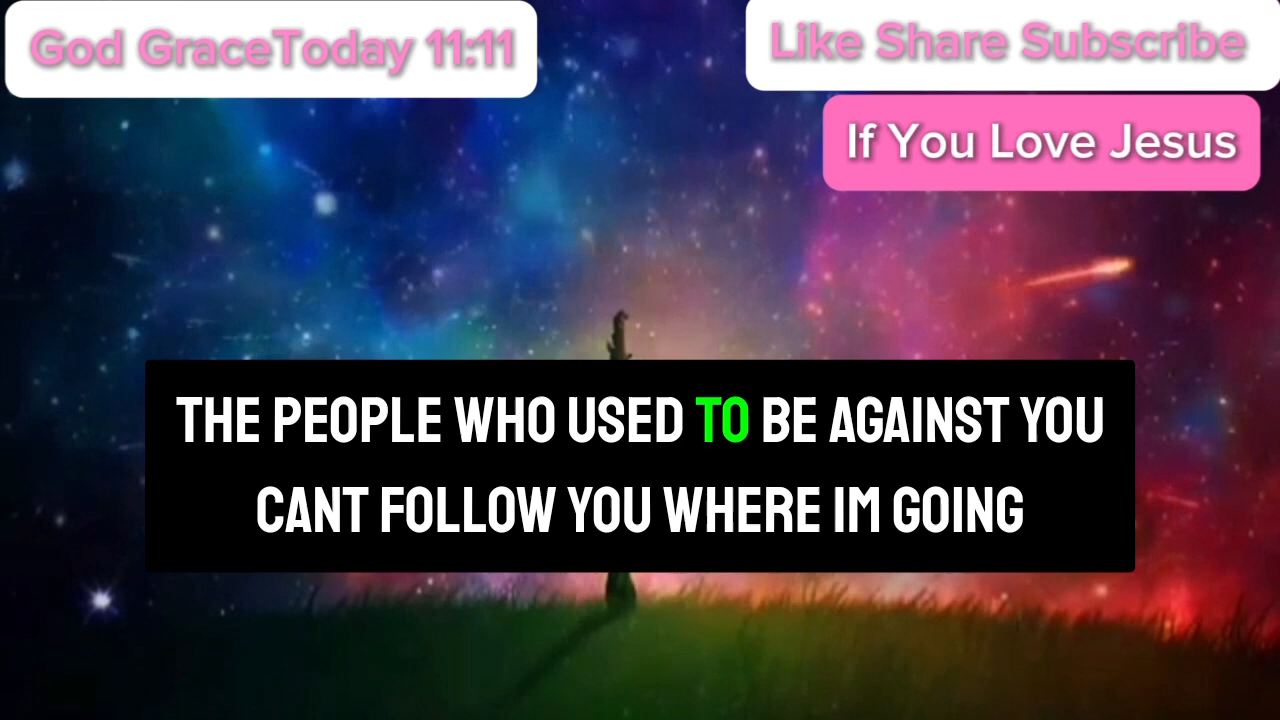 God GraceToday 11:11
Like Share Subscribe
If You Love Jesus
THE PEOPLE WHO USED TO BE AGAINST YOU
CANT FOLLOW YOU WHERE IM GOING